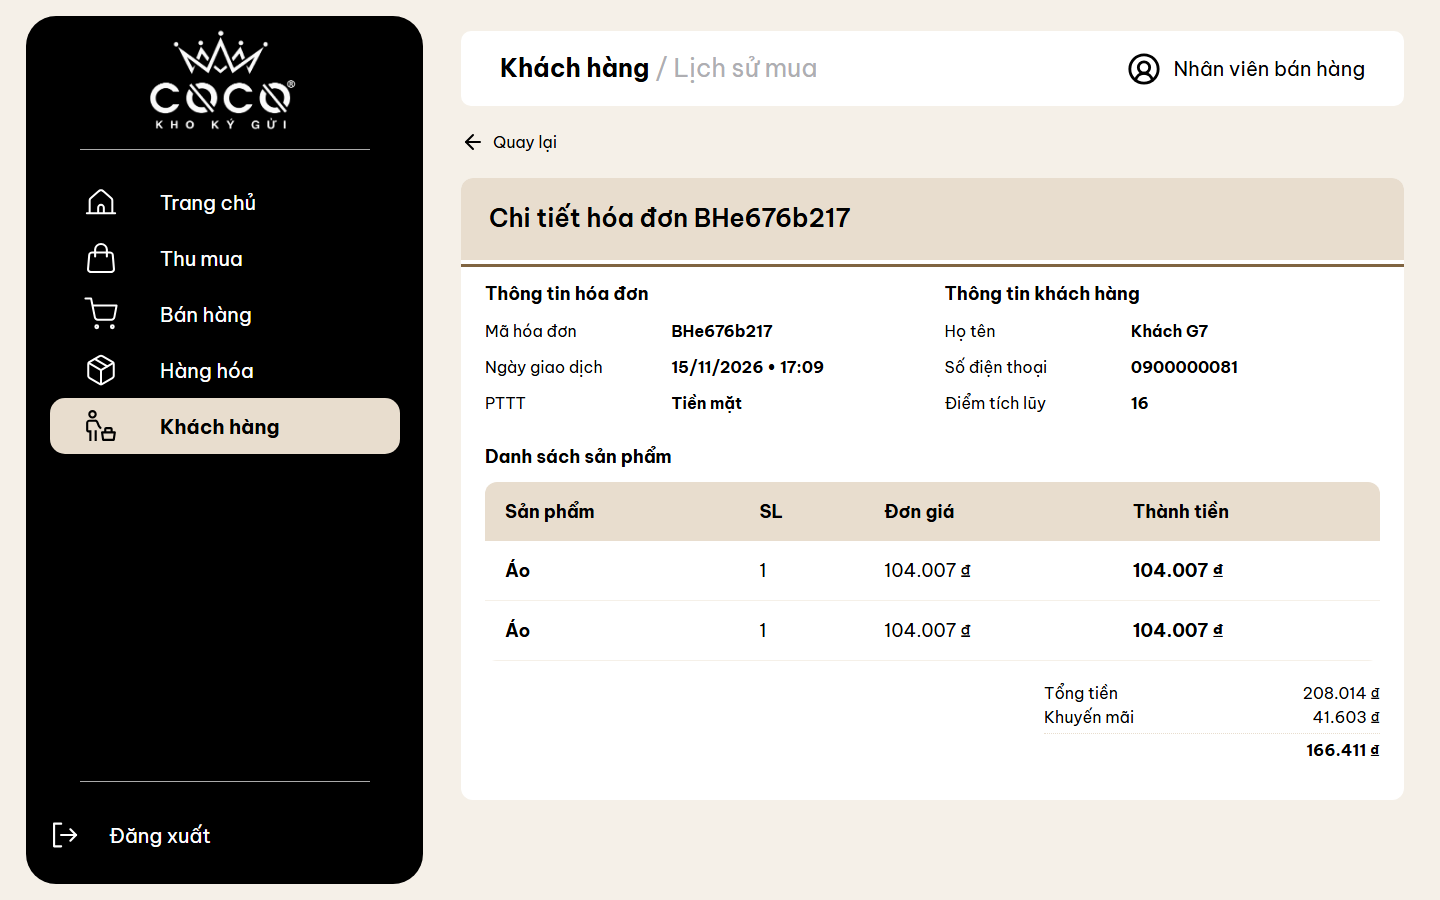 COCO®
KHO KÝ GỬI
Trang chủ
Thu mua
Bán hàng
Hàng hóa
Khách hàng
Đăng xuất
Khách hàng / Lịch sử mua
Nhân viên bán hàng
Quay lại
Chi tiết hóa đơn BHe676b217
Thông tin hóa đơn
Mã hóa đơn BHe676b217
Ngày giao dịch 15/11/2026 • 17:09
PTTT Tiền mặt
Thông tin khách hàng
Họ tên Khách G7
Số điện thoại 0900000081
Điểm tích lũy 16
Danh sách sản phẩm
Sản phẩm SL Đơn giá Thành tiền
Áo 1 104.007 ₫ 104.007 ₫
Áo 1 104.007 ₫ 104.007 ₫
Tổng tiền 208.014 ₫
Khuyến mãi 41.603 ₫
166.411 ₫